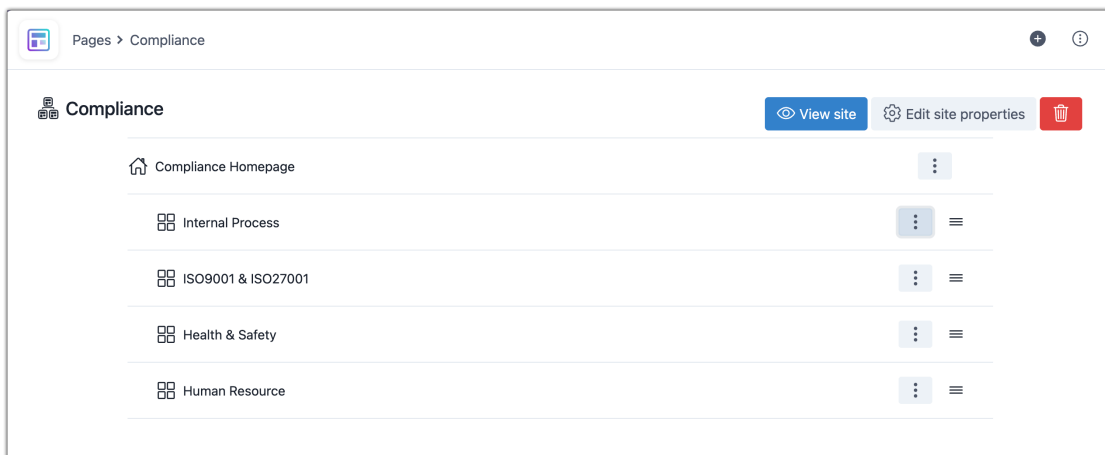 Pages > Compliance
Compliance
View site
Edit site properties
Compliance Homepage
Internal Process
ISO9001 & ISO27001
Health & Safety
Human Resource